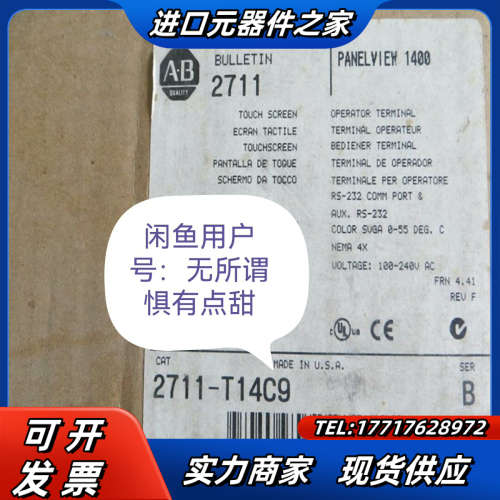 进口元器件之家
A-B
QUALITY
BULLETIN
2711
PANELVIEW 1400
TOUCH SCREEN
ECRAN TACTILE
TOUCHSCREEN
PANTALLA DE TOQUE
SCHERMO DA TOCCO
OPERATOR TERMINAL
TERMINAL OPERATEUR
BEDIENER TERMINAL
TERMINAL DE OPERADOR
TERMINALE PER OPERATORE
RS-232 COMM PORT &
AUX. RS-232
COLOR SVGA 0-55 DEG. C
NEMA 4X
VOLTAGE: 100-240V AC
FRN 4.41
REV F
闲鱼用户
号：无所谓
惧有点甜
UL
CE
CAT
MADE IN U.S.A.
SER
2711-T14C9
B
可开
发票
TEL:17717628972
实力商家 现货供应